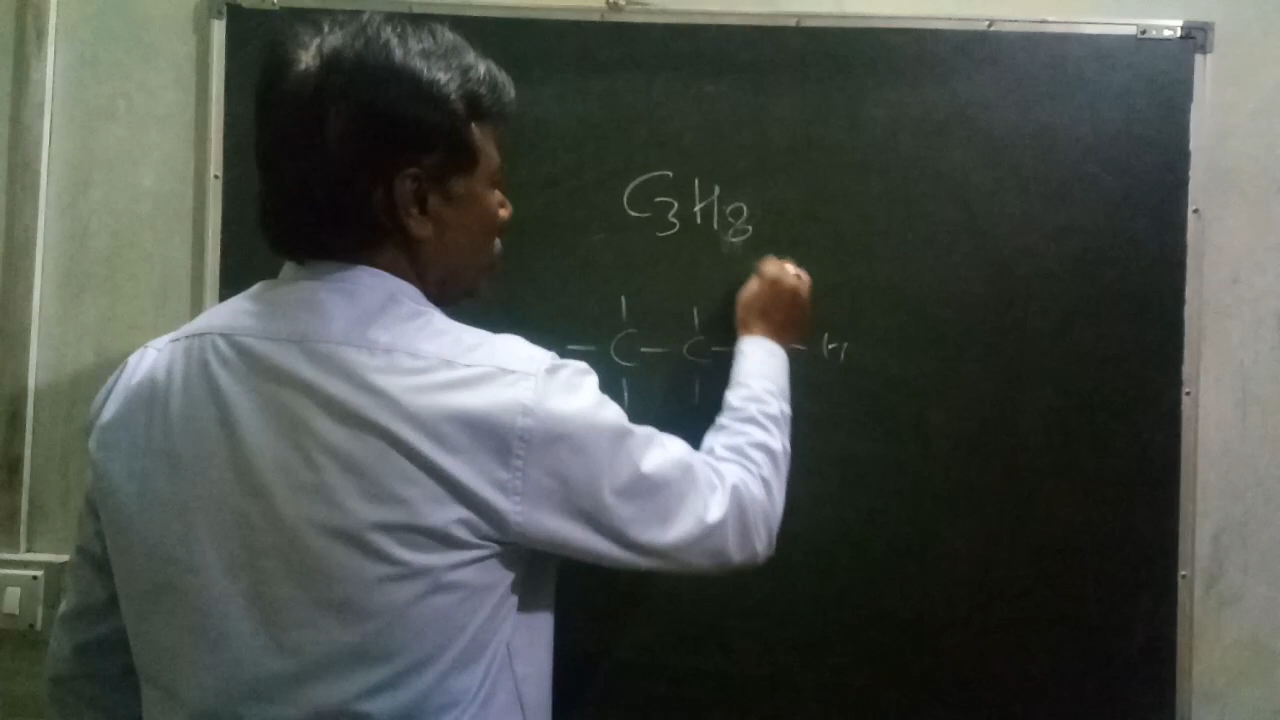 C3H8
– C – C – – H